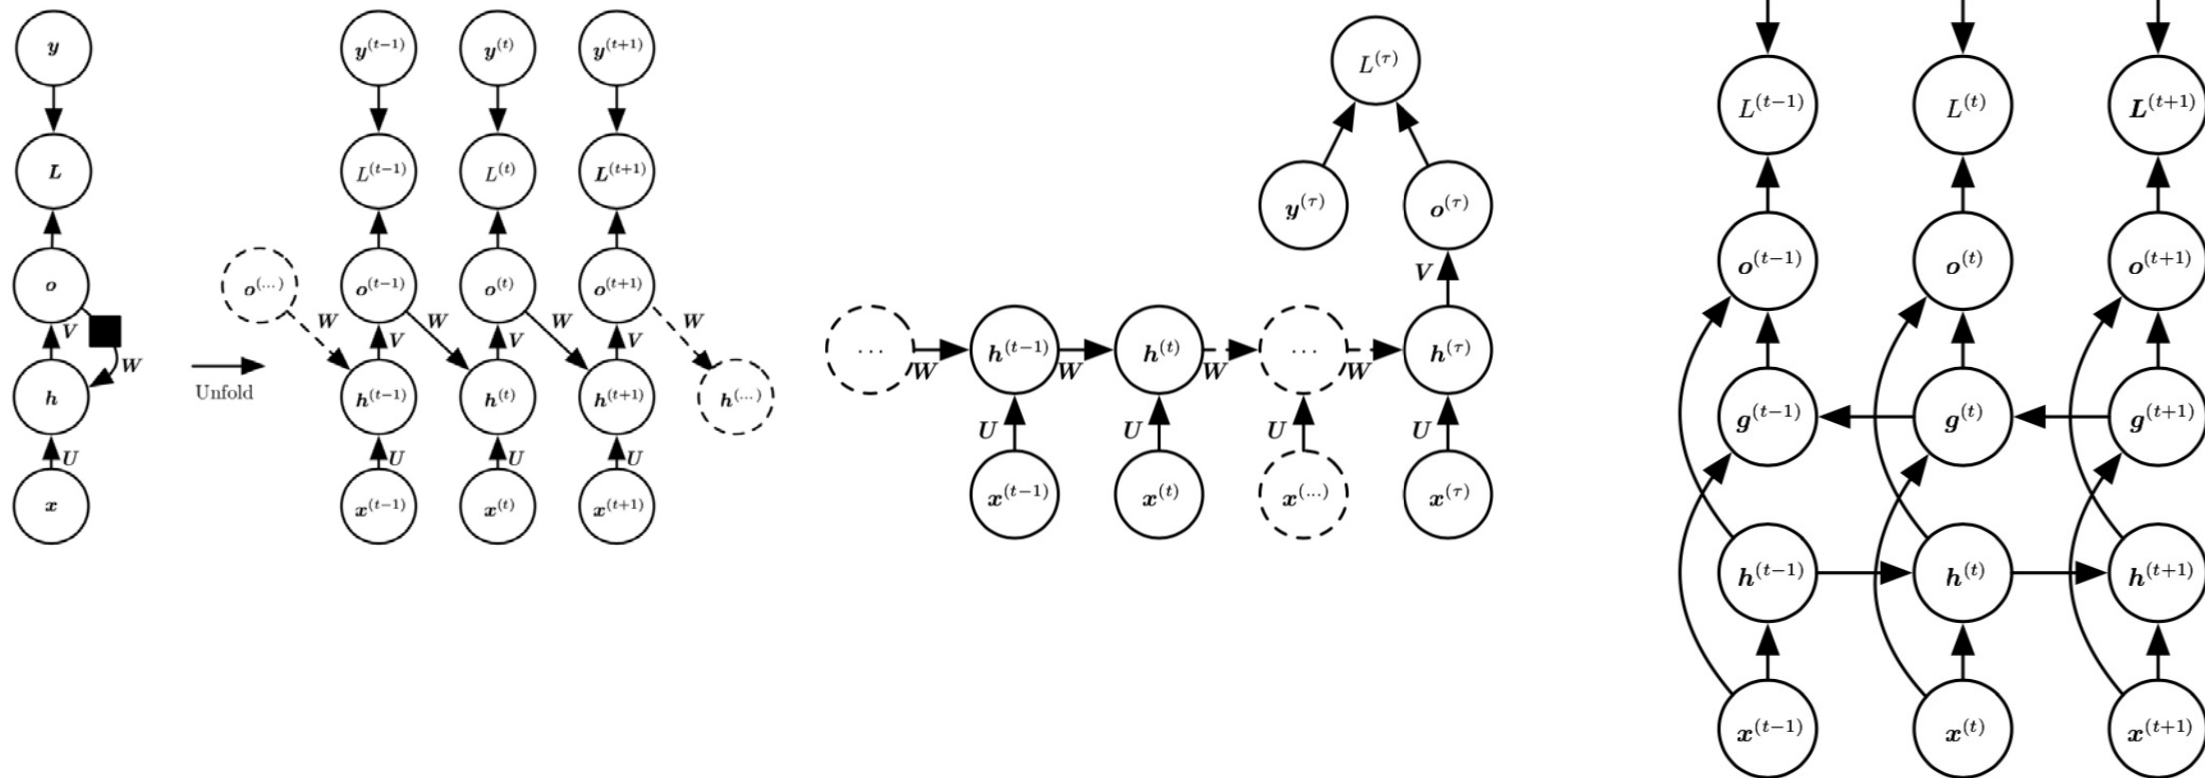 y y^{(t−1)} y^{(t)} y^{(t+1)}
L L^{(t−1)} L^{(t)} L^{(t+1)}
o o^{(...)} o^{(t−1)} o^{(t)} o^{(t+1)}
W W W W
V V V V
W
Unfold
h h^{(t−1)} h^{(t)} h^{(t+1)} h^{(...)}
U U U U
x x^{(t−1)} x^{(t)} x^{(t+1)}
L^{(τ)}
y^{(τ)} o^{(τ)}
V
... h^{(t−1)} h^{(t)} ... h^{(τ)}
W W W W
U U U U
x^{(t−1)} x^{(t)} x^{(...)} x^{(τ)}
L^{(t−1)} L^{(t)} L^{(t+1)}
o^{(t−1)} o^{(t)} o^{(t+1)}
g^{(t−1)} g^{(t)} g^{(t+1)}
h^{(t−1)} h^{(t)} h^{(t+1)}
x^{(t−1)} x^{(t)} x^{(t+1)}